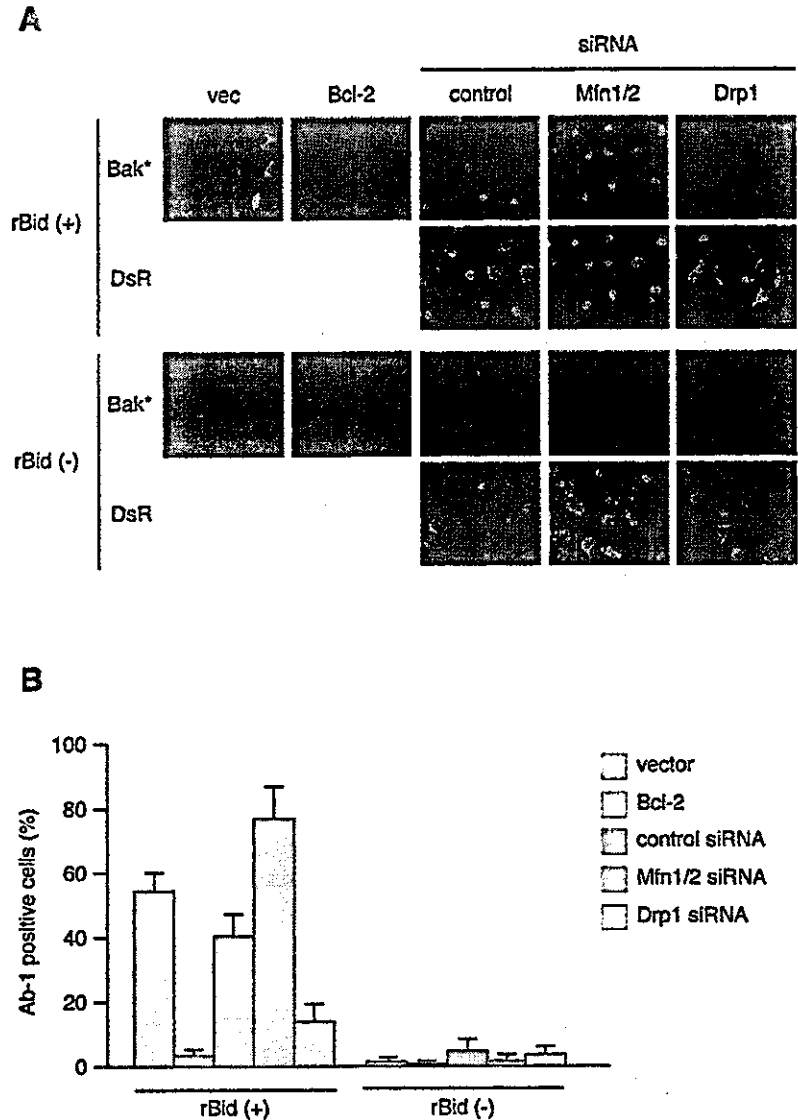 A
siRNA
vec Bcl-2 control Mfn1/2 Drp1
rBid (+)
Bak*
DsR
rBid (-)
Bak*
DsR
B
Ab-1 positive cells (%)
100
80
60
40
20
0
rBid (+) rBid (-)
vector
Bcl-2
control siRNA
Mfn1/2 siRNA
Drp1 siRNA